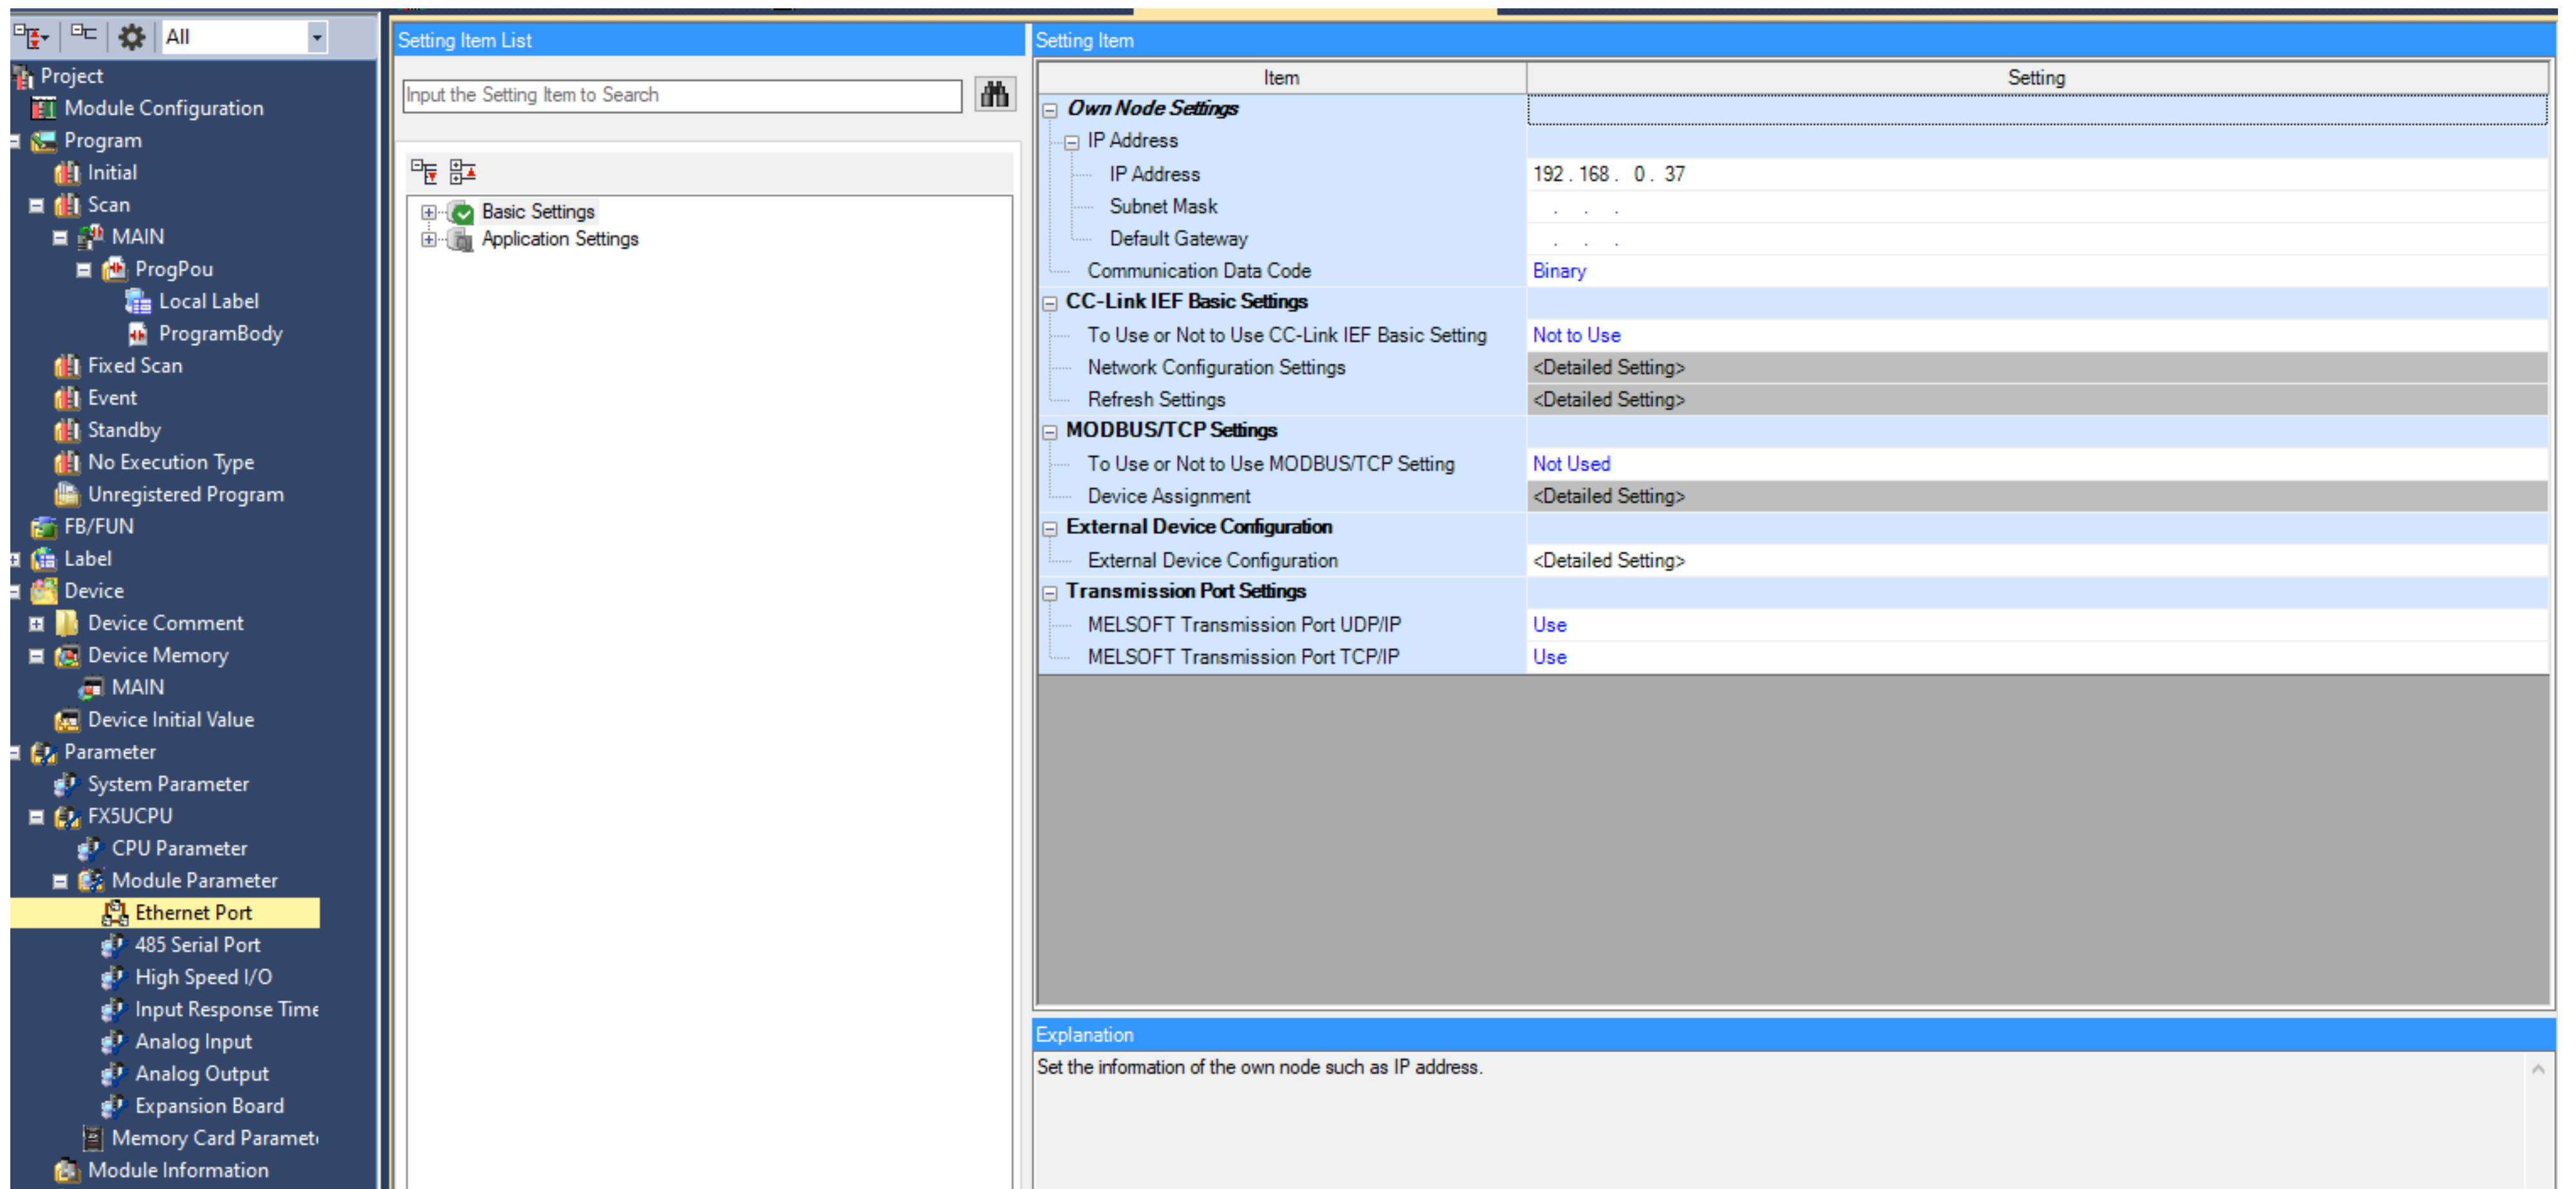 All
Project
Module Configuration
Program
Initial
Scan
MAIN
ProgPou
Local Label
ProgramBody
Fixed Scan
Event
Standby
No Execution Type
Unregistered Program
FB/FUN
Label
Device
Device Comment
Device Memory
MAIN
Device Initial Value
Parameter
System Parameter
FX5UCPU
CPU Parameter
Module Parameter
Ethernet Port
485 Serial Port
High Speed I/O
Input Response Time
Analog Input
Analog Output
Expansion Board
Memory Card Paramet
Module Information
Setting Item List
Input the Setting Item to Search
Basic Settings
Application Settings
Setting Item
Item Setting
Own Node Settings
IP Address
IP Address 192 . 168 . 0 . 37
Subnet Mask . . .
Default Gateway . . .
Communication Data Code Binary
CC-Link IEF Basic Settings
To Use or Not to Use CC-Link IEF Basic Setting Not to Use
Network Configuration Settings <Detailed Setting>
Refresh Settings <Detailed Setting>
MODBUS/TCP Settings
To Use or Not to Use MODBUS/TCP Setting Not Used
Device Assignment <Detailed Setting>
External Device Configuration
External Device Configuration <Detailed Setting>
Transmission Port Settings
MELSOFT Transmission Port UDP/IP Use
MELSOFT Transmission Port TCP/IP Use
Explanation
Set the information of the own node such as IP address.